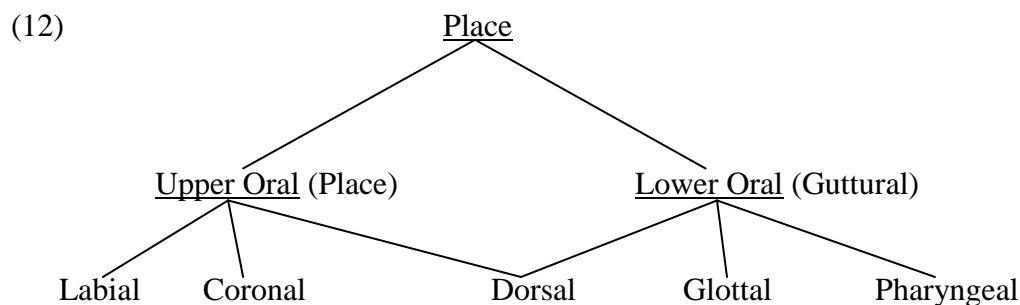 (12) Place
Upper Oral (Place) Lower Oral (Guttural)
Labial Coronal Dorsal Glottal Pharyngeal